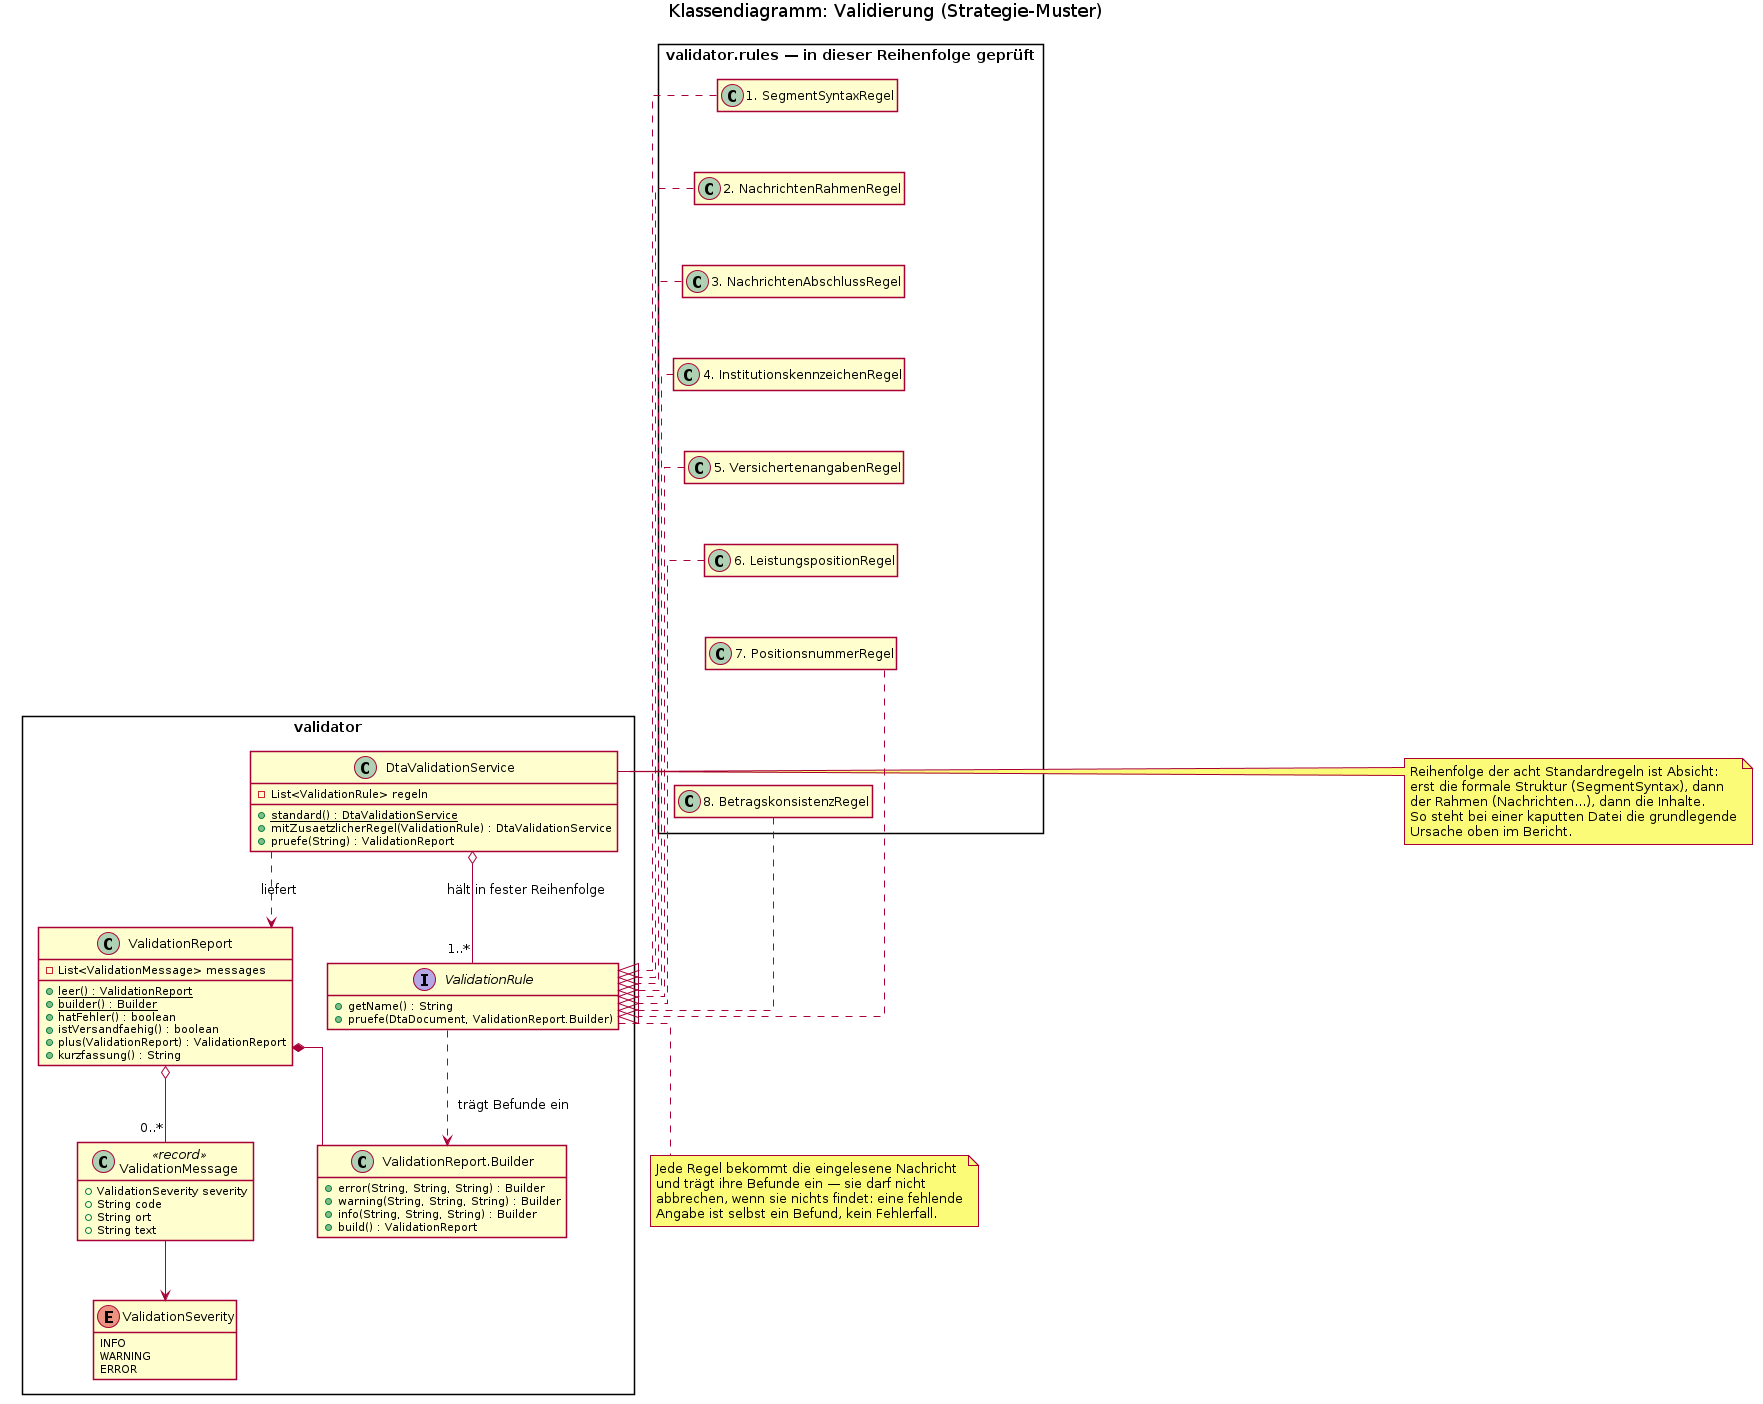 Klassendiagramm: Validierung (Strategie-Muster)
validator.rules — in dieser Reihenfolge geprüft
C 1. SegmentSyntaxRegel
C 2. NachrichtenRahmenRegel
C 3. NachrichtenAbschlussRegel
C 4. InstitutionskennzeichenRegel
C 5. VersichertenangabenRegel
C 6. LeistungspositionRegel
C 7. PositionsnummerRegel
C 8. BetragskonsistenzRegel
validator
C DtaValidationService
List<ValidationRule> regeln
standard() : DtaValidationService
mitZusaetzlicherRegel(ValidationRule) : DtaValidationService
pruefe(String) : ValidationReport
Reihenfolge der acht Standardregeln ist Absicht:
erst die formale Struktur (SegmentSyntax), dann
der Rahmen (Nachrichten...), dann die Inhalte.
So steht bei einer kaputten Datei die grundlegende
Ursache oben im Bericht.
liefert
hält in fester Reihenfolge
1..*
C ValidationReport
List<ValidationMessage> messages
leer() : ValidationReport
builder() : Builder
hatFehler() : boolean
istVersandfaehig() : boolean
plus(ValidationReport) : ValidationReport
kurzfassung() : String
I ValidationRule
getName() : String
pruefe(DtaDocument, ValidationReport.Builder)
0..*
trägt Befunde ein
C «record»
ValidationMessage
ValidationSeverity severity
String code
String ort
String text
C ValidationReport.Builder
error(String, String, String) : Builder
warning(String, String, String) : Builder
info(String, String, String) : Builder
build() : ValidationReport
Jede Regel bekommt die eingelesene Nachricht
und trägt ihre Befunde ein — sie darf nicht
abbrechen, wenn sie nichts findet: eine fehlende
Angabe ist selbst ein Befund, kein Fehlerfall.
E ValidationSeverity
INFO
WARNING
ERROR